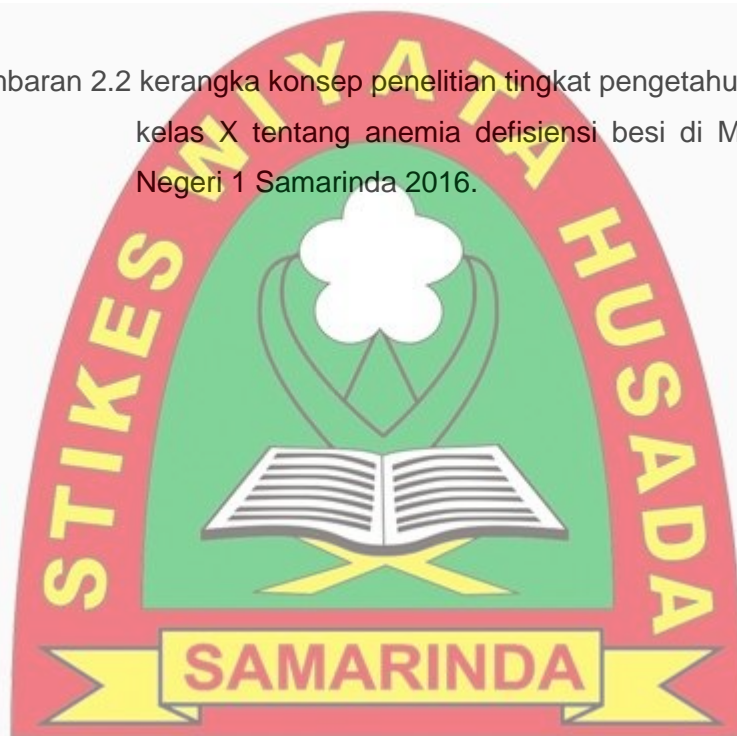 nbaran 2.2 kerangka konsep penelitian tingkat pengetahu
kelas X tentang anemia defisiensi besi di M
Negeri 1 Samarinda 2016.
STIKES WIYATA HUSADA
SAMARINDA